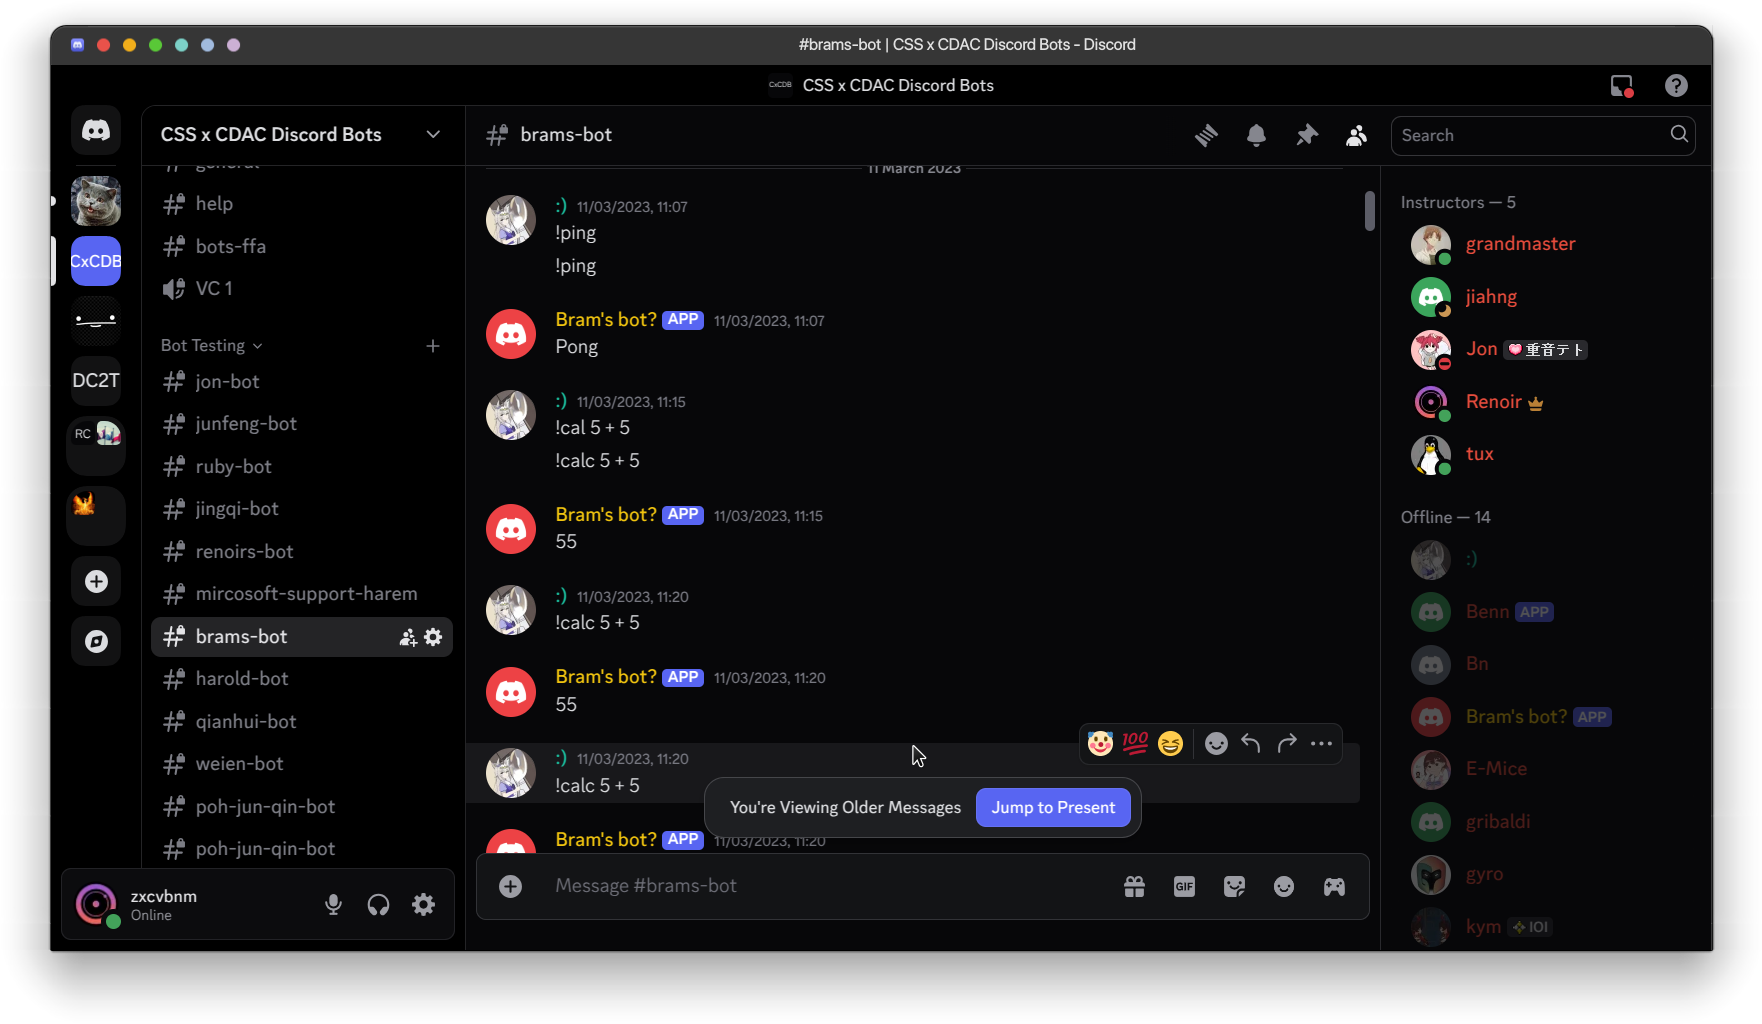 #brams-bot | CSS x CDAC Discord Bots - Discord
CxCDB CSS x CDAC Discord Bots
CSS x CDAC Discord Bots
general
help
bots-ffa
VC 1
Bot Testing
jon-bot
junfeng-bot
ruby-bot
jingqi-bot
renoirs-bot
mircosoft-support-harem
brams-bot
harold-bot
qianhui-bot
weien-bot
poh-jun-qin-bot
poh-jun-qin-bot
CxCDB
DC2T
RC
zxcvbnm
Online
brams-bot
Search
11 March 2023
:) 11/03/2023, 11:07
!ping
!ping
Bram's bot? APP 11/03/2023, 11:07
Pong
:) 11/03/2023, 11:15
!cal 5 + 5
!calc 5 + 5
Bram's bot? APP 11/03/2023, 11:15
55
:) 11/03/2023, 11:20
!calc 5 + 5
Bram's bot? APP 11/03/2023, 11:20
55
:) 11/03/2023, 11:20
!calc 5 + 5
100
You're Viewing Older Messages Jump to Present
Bram's bot? APP 11/03/2023, 11:20
Message #brams-bot
GIF
Instructors — 5
grandmaster
jiahng
Jon 重音テト
Renoir
tux
Offline — 14
:)
Benn APP
Bn
Bram's bot? APP
E-Mice
gribaldi
gyro
kym IOI